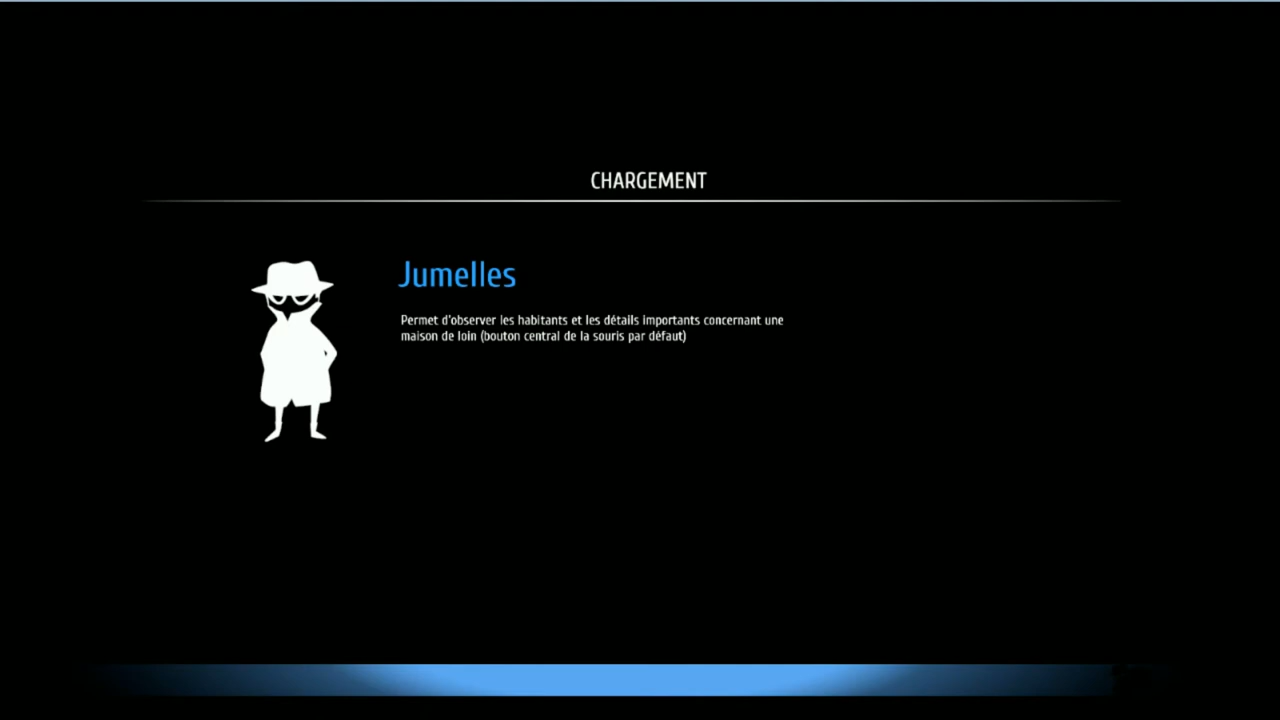 CHARGEMENT
Jumelles
Permet d'observer les habitants et les détails importants concernant une
maison de loin (bouton central de la souris par défaut)